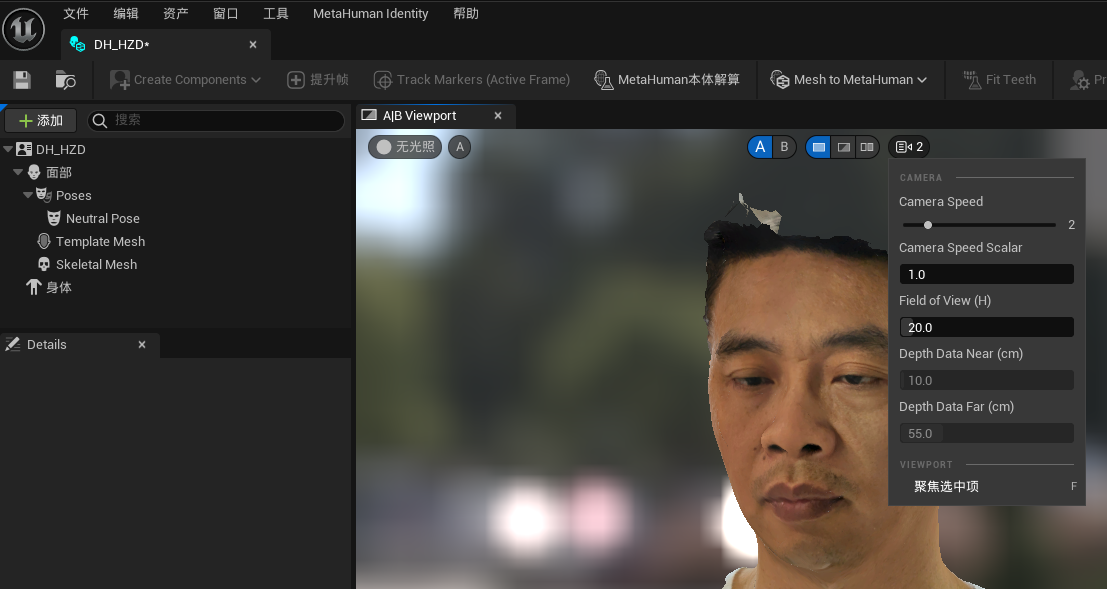 文件 编辑 资产 窗口 工具 MetaHuman Identity 帮助
DH_HZD*
Create Components 提升帧 Track Markers (Active Frame) MetaHuman本体解算 Mesh to MetaHuman Fit Teeth Pr
添加 搜索
A|B Viewport
DH_HZD
面部
Poses
Neutral Pose
Template Mesh
Skeletal Mesh
身体
Details
无光照 A
A B
2
CAMERA
Camera Speed
2
Camera Speed Scalar
1.0
Field of View (H)
20.0
Depth Data Near (cm)
10.0
Depth Data Far (cm)
55.0
VIEWPORT
聚焦选中项 F